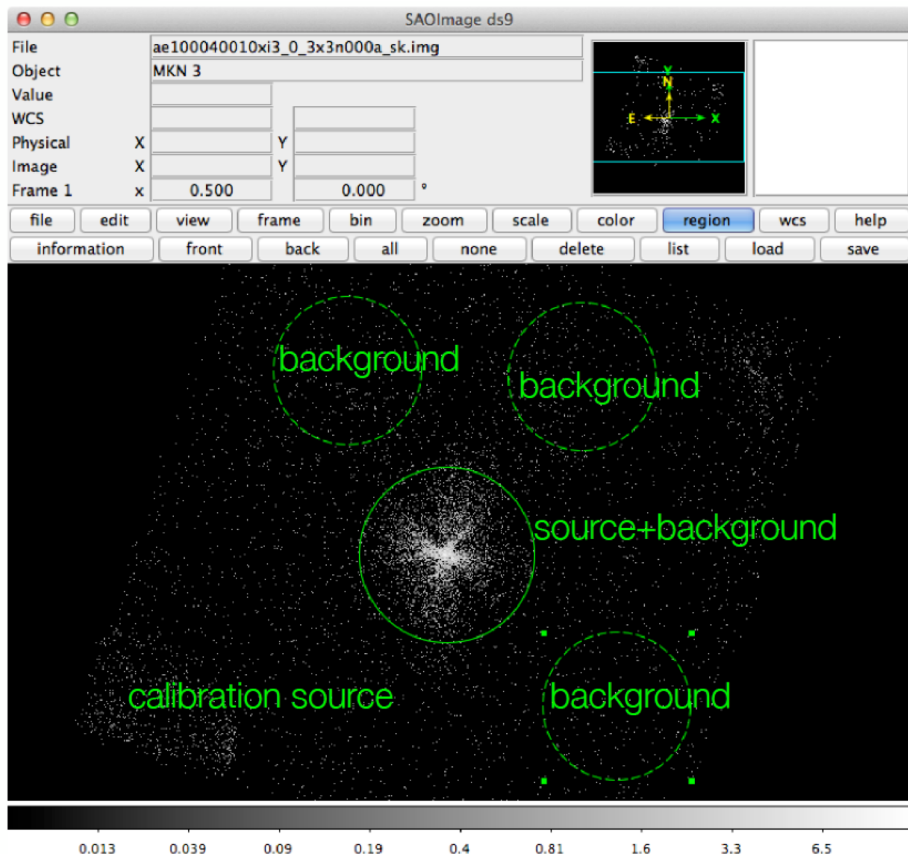 SAOImage ds9
File ae100040010xi3_0_3x3n000a_sk.img
Object MKN 3
Value
WCS
Physical X Y
Image X Y
Frame 1 x 0.500 0.000 °
Y
N
E X
file edit view frame bin zoom scale color region wcs help
information front back all none delete list load save
background
background
source+background
calibration source background
0.013 0.039 0.09 0.19 0.4 0.81 1.6 3.3 6.5